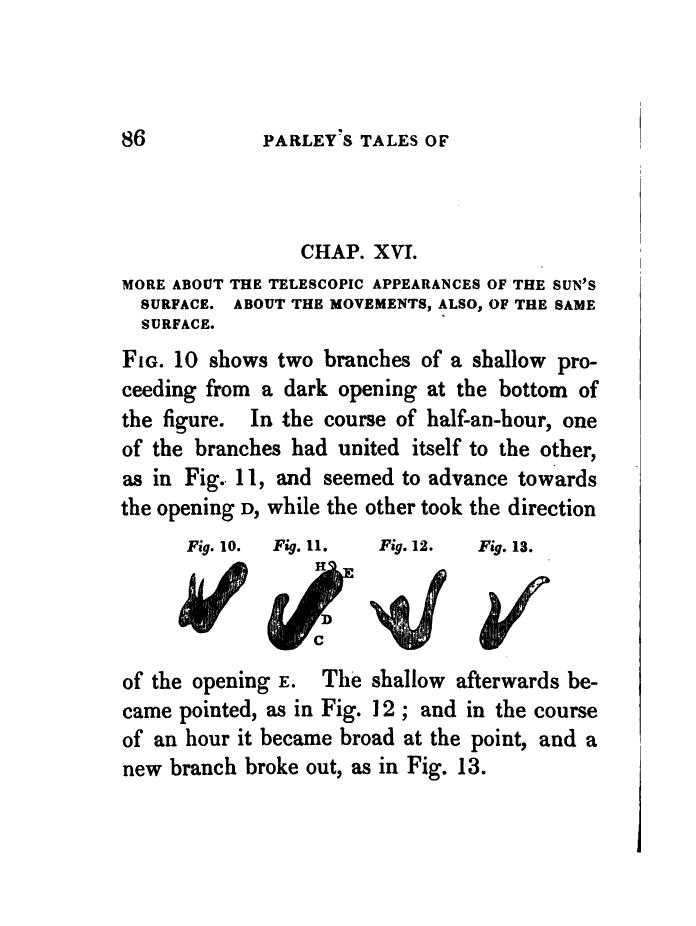 86 PARLEY'S TALES OF
CHAP. XVI.
MORE ABOUT THE TELESCOPIC APPEARANCES OF THE SUN'S
SURFACE. ABOUT THE MOVEMENTS, ALSO, OF THE SAME
SURFACE.
FIG. 10 shows two branches of a shallow pro-
ceeding from a dark opening at the bottom of
the figure. In the course of half-an-hour, one
of the branches had united itself to the other,
as in Fig. 11, and seemed to advance towards
the opening D, while the other took the direction
Fig. 10. Fig. 11. Fig. 12. Fig. 13.
H E
D
C
of the opening E. The shallow afterwards be-
came pointed, as in Fig. 12 ; and in the course
of an hour it became broad at the point, and a
new branch broke out, as in Fig. 13.